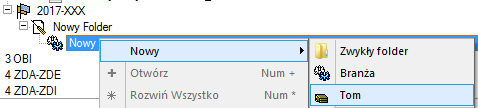 2017-XXX
Nowy Folder
Nowy
3 OBI
4 ZDA-ZDE
4 ZDA-ZDI
Nowy
Otwórz Num +
Rozwiń Wszystko Num *
Zwykły folder
Branża
Tom